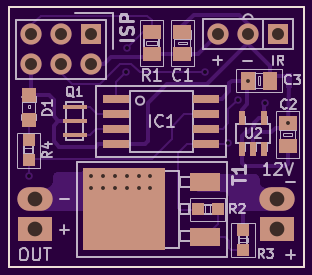 ISP
R1 C1
+ − IR
C3
D1
Q1
IC1
C2
U2
R4
12V
T1
−
−
R2
+
OUT
R3
+